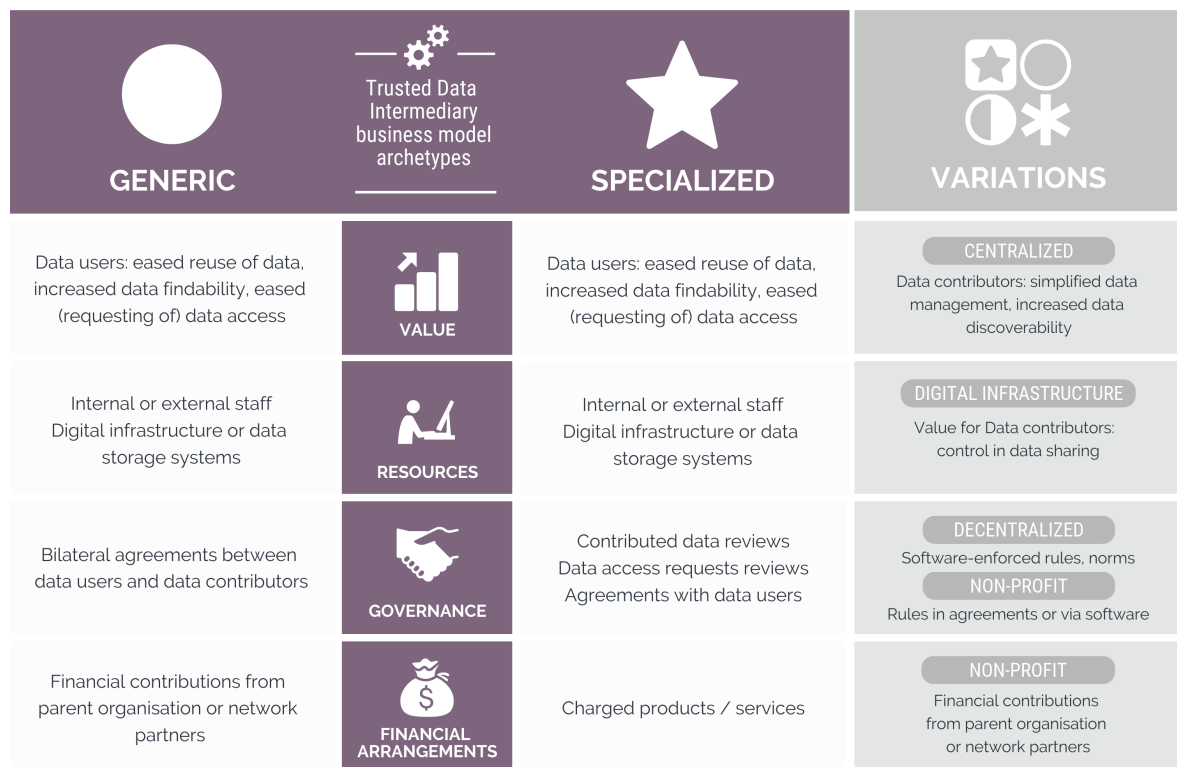 Trusted Data
Intermediary
business model
archetypes
GENERIC
SPECIALIZED
VARIATIONS
Data users: eased reuse of data,
increased data findability, eased
(requesting of) data access
VALUE
Data users: eased reuse of data,
increased data findability, eased
(requesting of) data access
CENTRALIZED
Data contributors: simplified data
management, increased data
discoverability
Internal or external staff
Digital infrastructure or data
storage systems
RESOURCES
Internal or external staff
Digital infrastructure or data
storage systems
DIGITAL INFRASTRUCTURE
Value for Data contributors:
control in data sharing
Bilateral agreements between
data users and data contributors
GOVERNANCE
Contributed data reviews
Data access requests reviews
Agreements with data users
DECENTRALIZED
Software-enforced rules, norms
NON-PROFIT
Rules in agreements or via software
Financial contributions from
parent organisation or network
partners
$
FINANCIAL
ARRANGEMENTS
Charged products / services
NON-PROFIT
Financial contributions
from parent organisation
or network partners